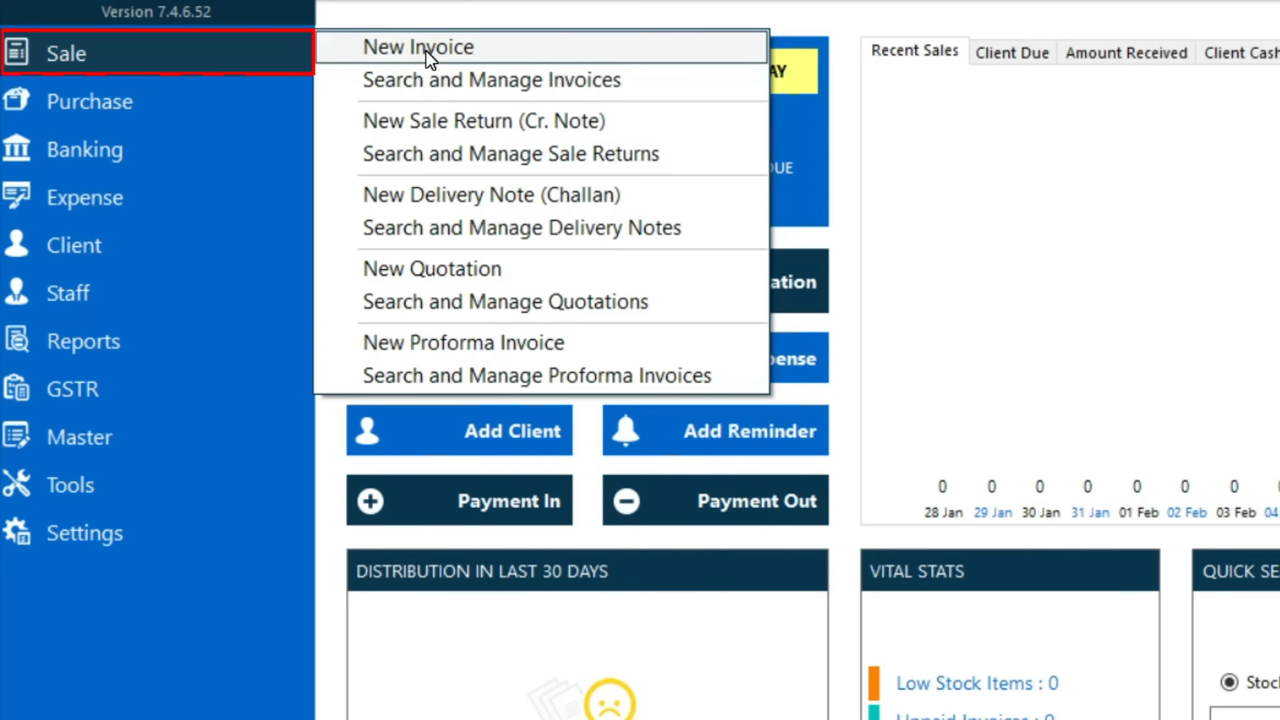 Version 7.4.6.52
Sale
Purchase
Banking
Expense
Client
Staff
Reports
GSTR
Master
Tools
Settings
New Invoice
Search and Manage Invoices
New Sale Return (Cr. Note)
Search and Manage Sale Returns
New Delivery Note (Challan)
Search and Manage Delivery Notes
New Quotation
Search and Manage Quotations
New Proforma Invoice
Search and Manage Proforma Invoices
AY
DUE
ation
pense
Add Client
Add Reminder
Payment In
Payment Out
Recent Sales Client Due Amount Received Client Cash
0 0 0 0 0 0 0
28 Jan 29 Jan 30 Jan 31 Jan 01 Feb 02 Feb 03 Feb 04
DISTRIBUTION IN LAST 30 DAYS
VITAL STATS
QUICK SE
Low Stock Items : 0
Unpaid Invoices : 0
Stoc